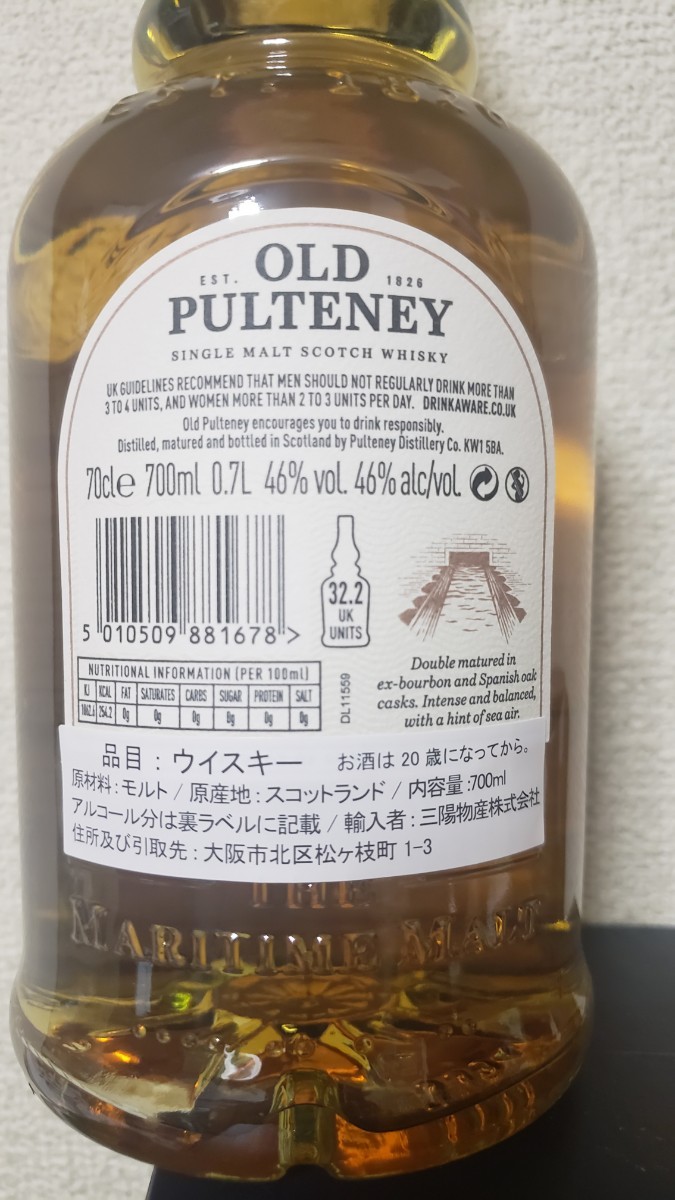 OLD
EST. 1826
PULTENEY
SINGLE MALT SCOTCH WHISKY
UK GUIDELINES RECOMMEND THAT MEN SHOULD NOT REGULARLY DRINK MORE THAN
3 TO 4 UNITS, AND WOMEN MORE THAN 2 TO 3 UNITS PER DAY. DRINKAWARE.CO.UK
Old Pulteney encourages you to drink responsibly.
Distilled, matured and bottled in Scotland by Pulteney Distillery Co. KW1 5BA.
70cle 700ml 0.7L 46% vol. 46% alc/vol.
5 010509 881678 >
32.2
UK
UNITS
NUTRITIONAL INFORMATION (PER 100ml)
KJ KCAL FAT SATURATES CARBS SUGAR PROTEIN SALT
254.2 0g 0g 0g 0g 0g 0g
DL11559
Double matured in
ex-bourbon and Spanish oak
casks. Intense and balanced,
with a hint of sea air.
品目：ウイスキー お酒は20歳になってから。
原材料：モルト / 原産地：スコットランド / 内容量：700ml
アルコール分は裏ラベルに記載 / 輸入者：三陽物産株式会社
住所及び引取先：大阪市北区松ヶ枝町 1-3
THE
MARITIME MALT